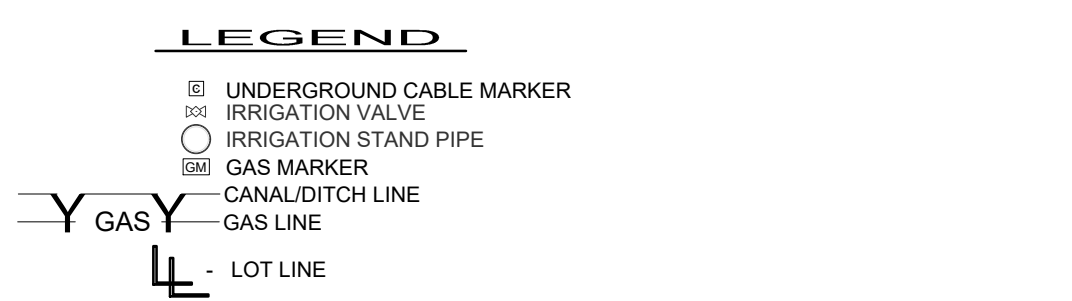 LEGEND
C UNDERGROUND CABLE MARKER
IRRIGATION VALVE
IRRIGATION STAND PIPE
GM GAS MARKER
CANAL/DITCH LINE
GAS GAS LINE
LL - LOT LINE